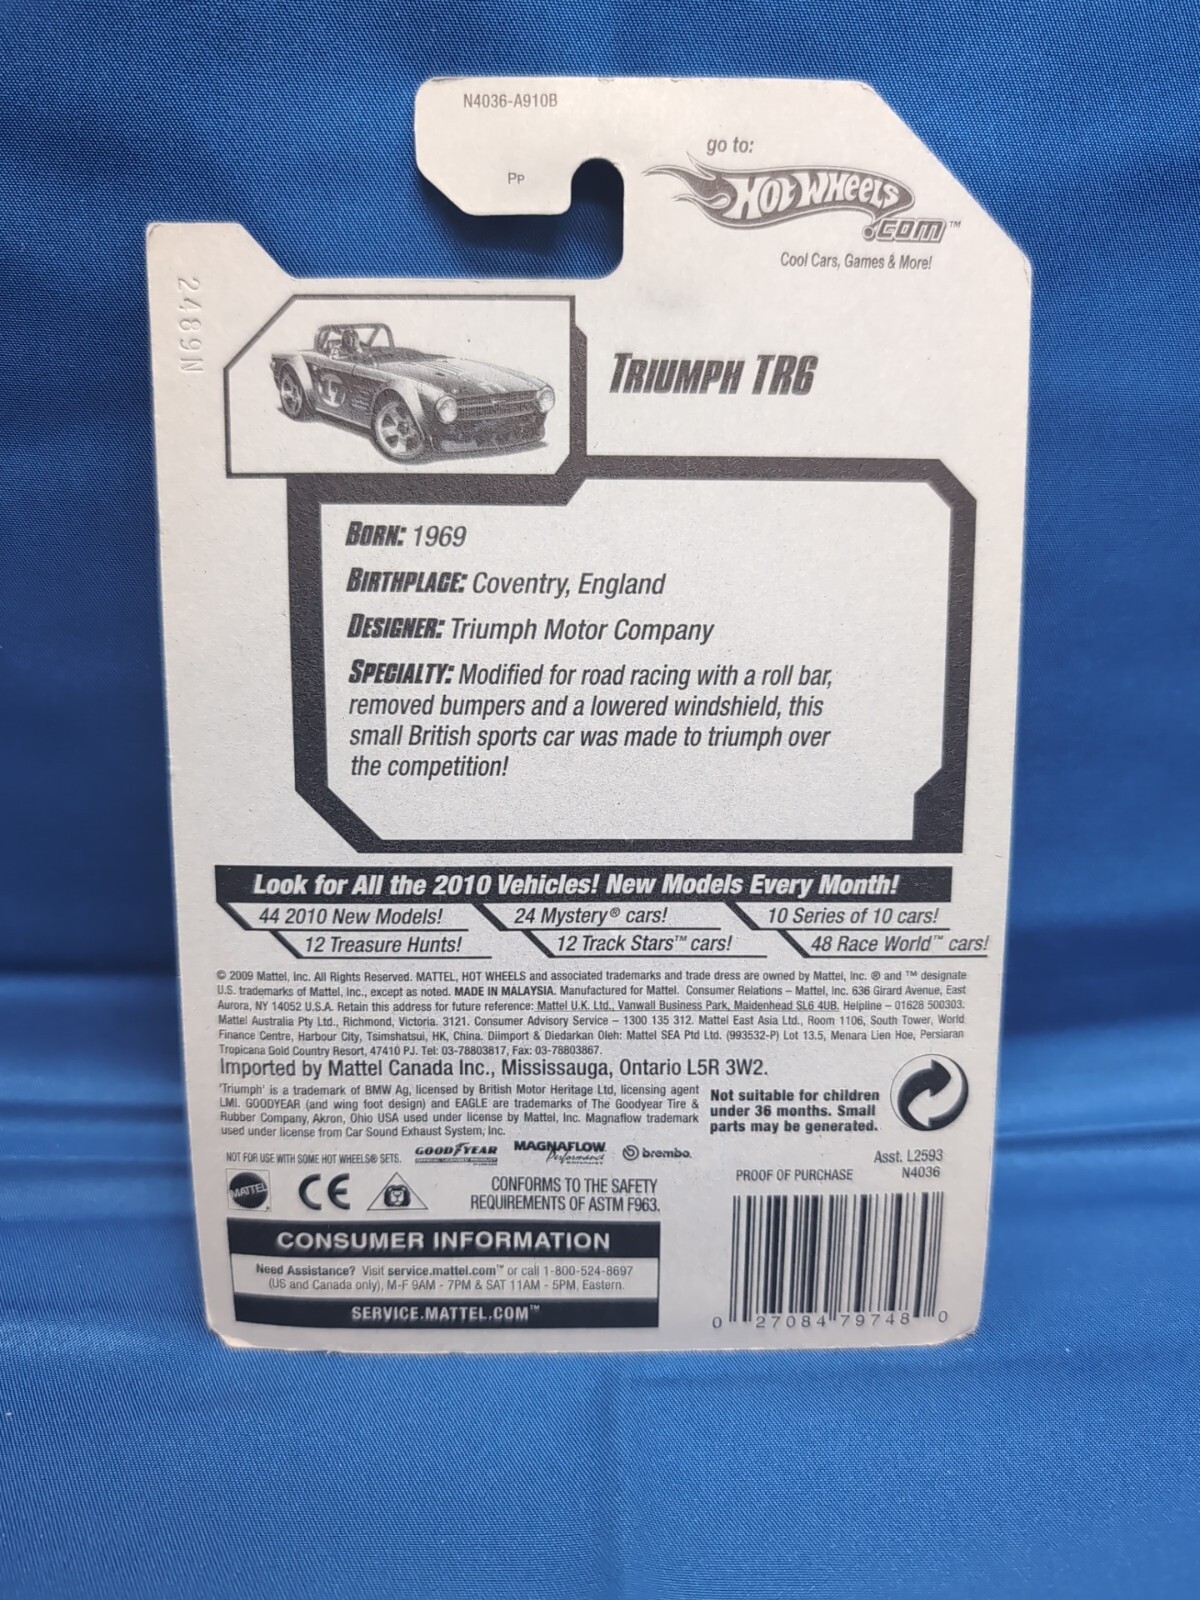 N4036-A910B
PP
go to:
HOT WHEELS
.COM™
Cool Cars, Games & More!
2489N
TRIUMPH TR6
BORN: 1969
BIRTHPLACE: Coventry, England
DESIGNER: Triumph Motor Company
SPECIALTY: Modified for road racing with a roll bar,
removed bumpers and a lowered windshield, this
small British sports car was made to triumph over
the competition!
Look for All the 2010 Vehicles! New Models Every Month!
44 2010 New Models! 24 Mystery® cars! 10 Series of 10 cars!
12 Treasure Hunts! 12 Track Stars™ cars! 48 Race World™ cars!
© 2009 Mattel, Inc. All Rights Reserved. MATTEL, HOT WHEELS and associated trademarks and trade dress are owned by Mattel, Inc. ® and ™ designate
U.S. trademarks of Mattel, Inc., except as noted. MADE IN MALAYSIA. Manufactured for Mattel. Consumer Relations – Mattel, Inc. 636 Girard Avenue, East
Aurora, NY 14052 U.S.A. Retain this address for future reference: Mattel U.K. Ltd., Vanwall Business Park, Maidenhead SL6 4UB. Helpline – 01628 500303.
Mattel Australia Pty Ltd., Richmond, Victoria. 3121. Consumer Advisory Service – 1300 135 312. Mattel East Asia Ltd., Room 1106, South Tower, World
Finance Centre, Harbour City, Tsimshatsui, HK, China. Diimport & Diedarkan Oleh: Mattel SEA Ptd Ltd. (993532-P) Lot 13.5, Menara Lien Hoe, Persiaran
Tropicana Gold Country Resort, 47410 PJ. Tel: 03-78803817, Fax: 03-78803867.
Imported by Mattel Canada Inc., Mississauga, Ontario L5R 3W2.
'Triumph' is a trademark of BMW Ag, licensed by British Motor Heritage Ltd, licensing agent
LMI. GOODYEAR (and wing foot design) and EAGLE are trademarks of The Goodyear Tire &
Rubber Company, Akron, Ohio USA used under license by Mattel, Inc. Magnaflow trademark
used under license from Car Sound Exhaust System, Inc.
Not suitable for children
under 36 months. Small
parts may be generated.
NOT FOR USE WITH SOME HOT WHEELS® SETS.
GOODYEAR
MAGNAFLOW
Performance
brembo.
Asst. L2593
PROOF OF PURCHASE N4036
MATTEL
CE
CONFORMS TO THE SAFETY
REQUIREMENTS OF ASTM F963.
CONSUMER INFORMATION
Need Assistance? Visit service.mattel.com™ or call 1-800-524-8697
(US and Canada only), M-F 9AM - 7PM & SAT 11AM - 5PM, Eastern.
SERVICE.MATTEL.COM™
0 27084 79748 0